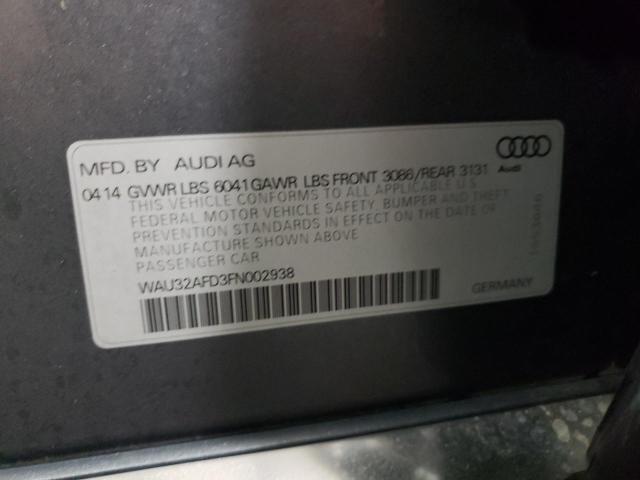 MFD. BY AUDI AG
0414 GVWR LBS 6041 GAWR LBS FRONT 3086/REAR 3131
Audi
THIS VEHICLE CONFORMS TO ALL APPLICABLE U.S.
FEDERAL MOTOR VEHICLE SAFETY, BUMPER AND THEFT
PREVENTION STANDARDS IN EFFECT ON THE DATE OF
MANUFACTURE SHOWN ABOVE
PASSENGER CAR
WAU32AFD3FN002938
GERMANY